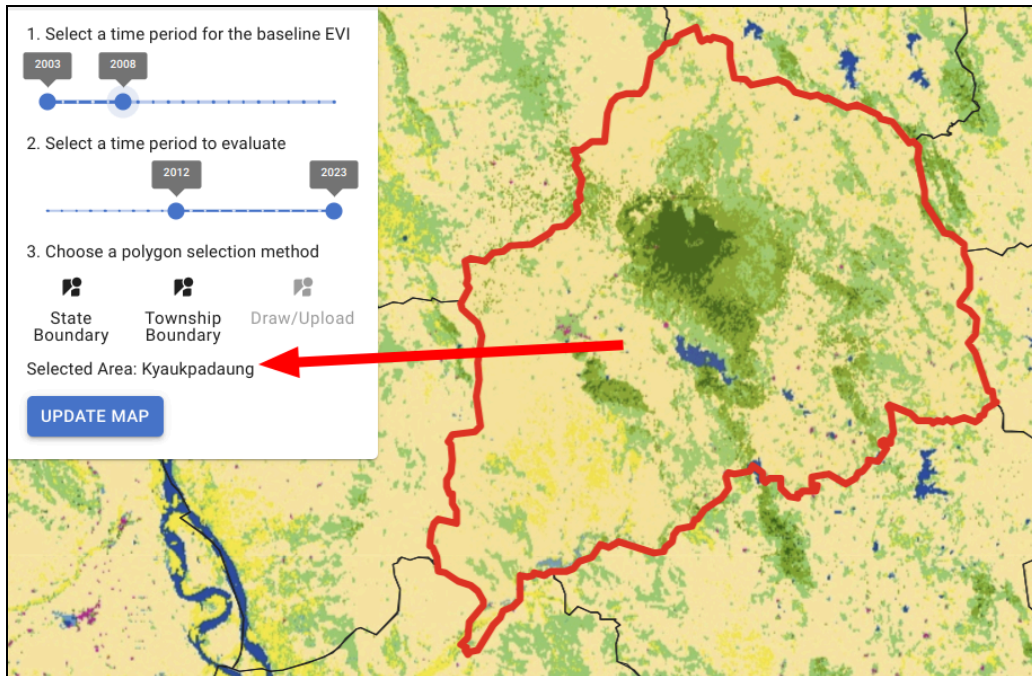 1. Select a time period for the baseline EVI
2003 2008
2. Select a time period to evaluate
2012 2023
3. Choose a polygon selection method
State Boundary
Township Boundary
Draw/Upload
Selected Area: Kyaukpadaung
UPDATE MAP